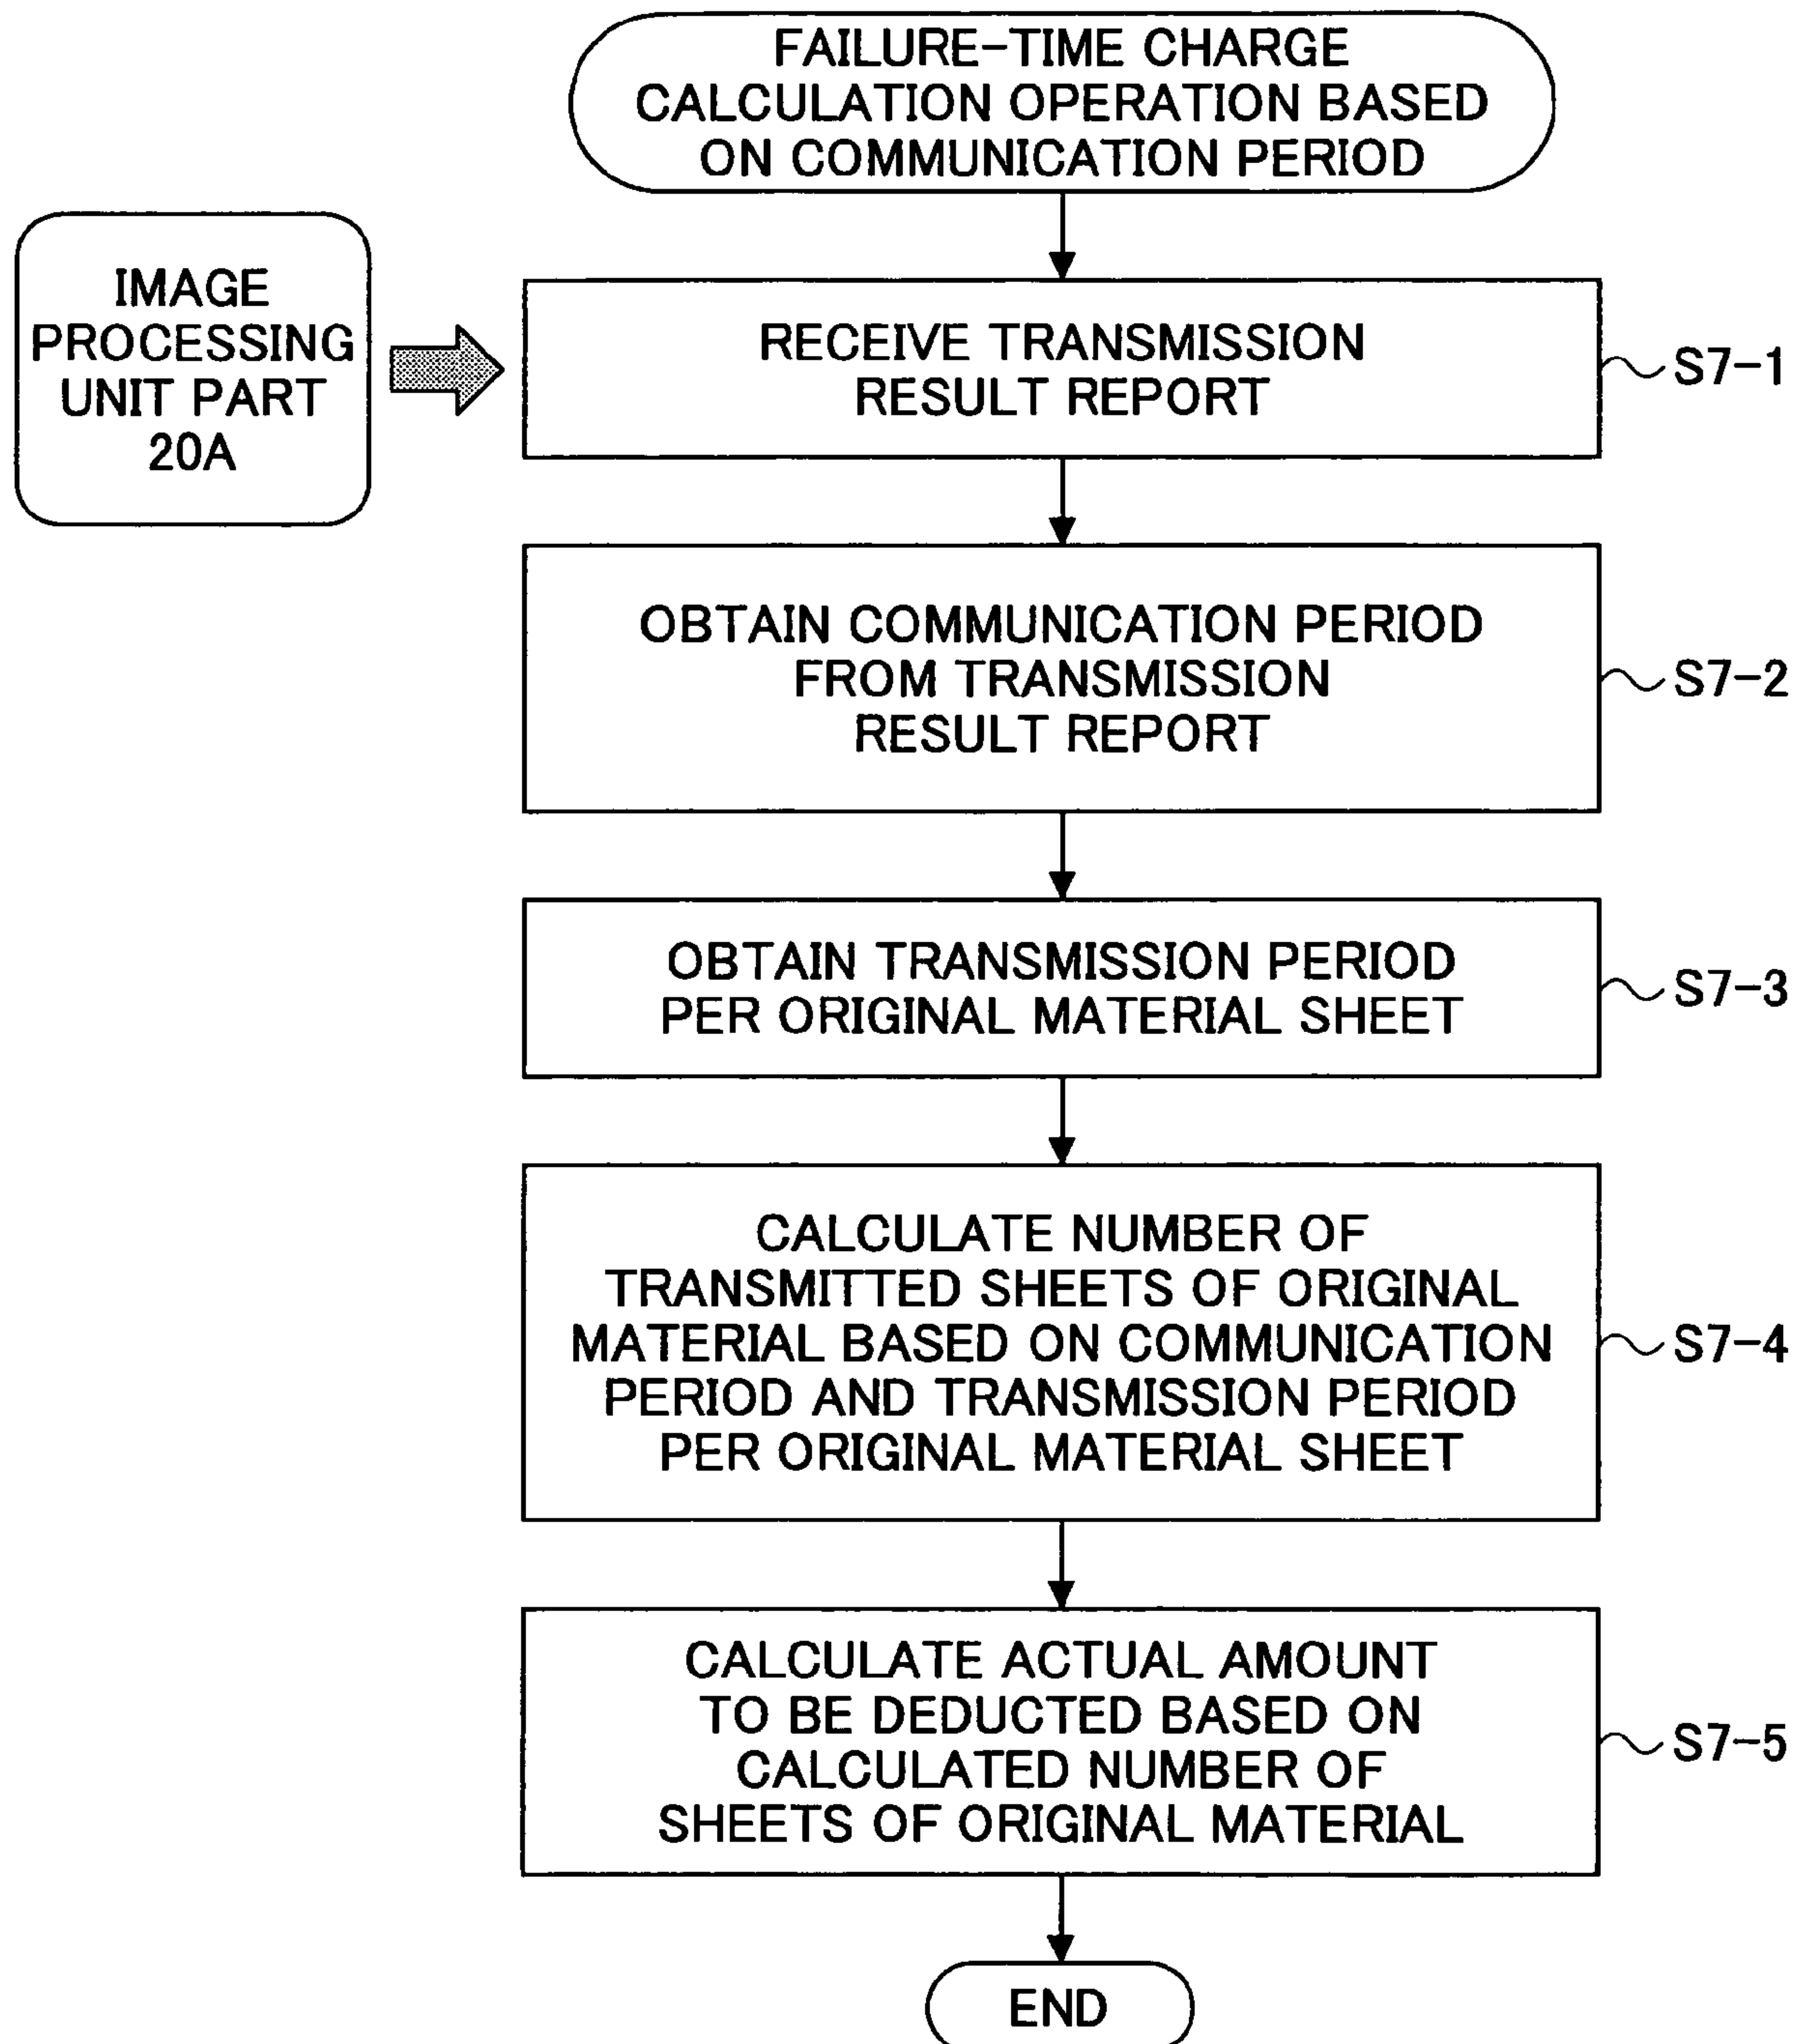 FAILURE-TIME CHARGE
CALCULATION OPERATION BASED
ON COMMUNICATION PERIOD
IMAGE
PROCESSING
UNIT PART
20A
RECEIVE TRANSMISSION
RESULT REPORT
S7-1
OBTAIN COMMUNICATION PERIOD
FROM TRANSMISSION
RESULT REPORT
S7-2
OBTAIN TRANSMISSION PERIOD
PER ORIGINAL MATERIAL SHEET
S7-3
CALCULATE NUMBER OF
TRANSMITTED SHEETS OF ORIGINAL
MATERIAL BASED ON COMMUNICATION
PERIOD AND TRANSMISSION PERIOD
PER ORIGINAL MATERIAL SHEET
S7-4
CALCULATE ACTUAL AMOUNT
TO BE DEDUCTED BASED ON
CALCULATED NUMBER OF
SHEETS OF ORIGINAL MATERIAL
S7-5
END